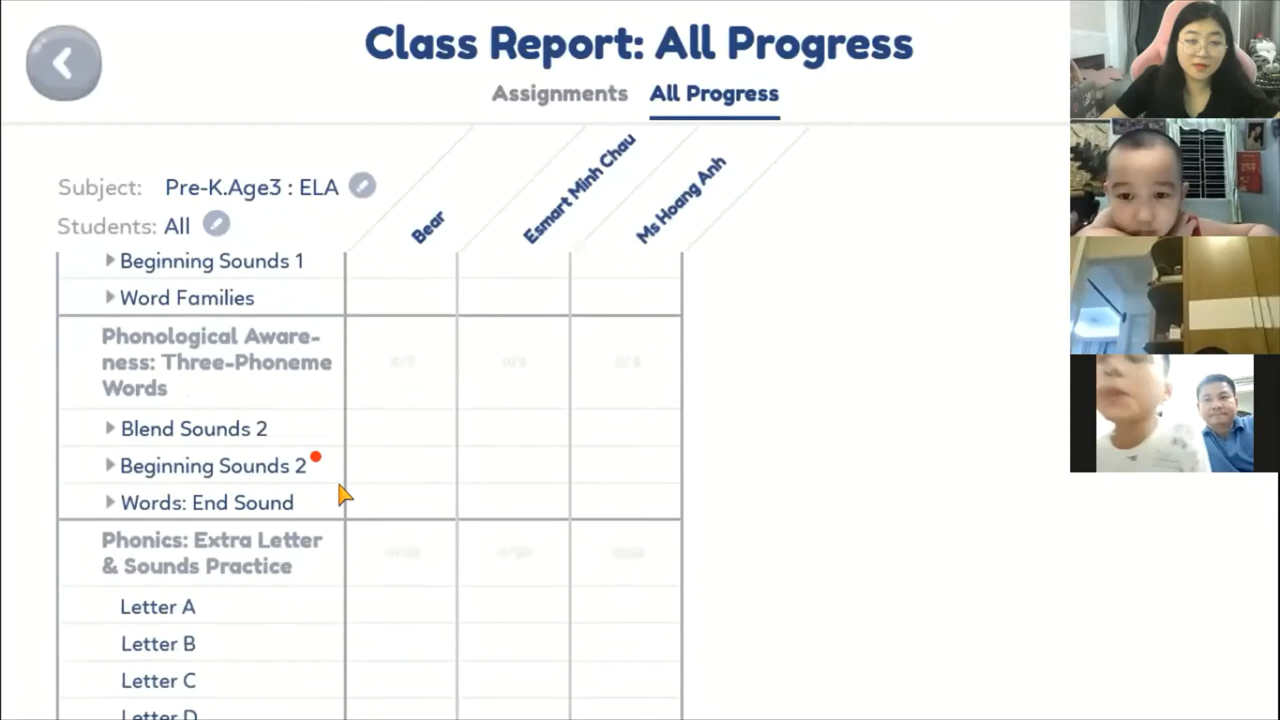 Class Report: All Progress
Assignments All Progress
Subject: Pre-K.Age3 : ELA
Students: All
Bear
Esmart Minh Chau
Ms Hoang Anh
Beginning Sounds 1
Word Families
Phonological Aware-
ness: Three-Phoneme
Words
Blend Sounds 2
Beginning Sounds 2
Words: End Sound
Phonics: Extra Letter
& Sounds Practice
Letter A
Letter B
Letter C
Letter D